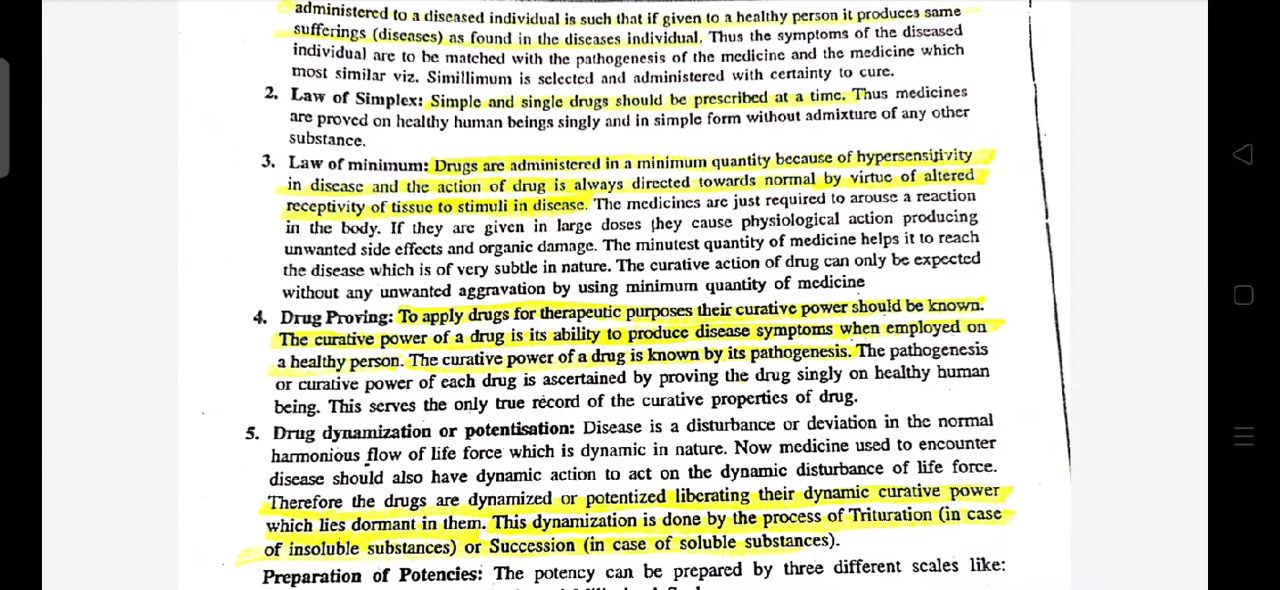 administered to a diseased individual is such that if given to a healthy person it produces same
sufferings (diseases) as found in the diseases individual. Thus the symptoms of the diseased
individual are to be matched with the pathogenesis of the medicine and the medicine which
most similar viz. Simillimum is selected and administered with certainty to cure.
2. Law of Simplex: Simple and single drugs should be prescribed at a time. Thus medicines
are proved on healthy human beings singly and in simple form without admixture of any other
substance.
3. Law of minimum: Drugs are administered in a minimum quantity because of hypersensitivity
in disease and the action of drug is always directed towards normal by virtue of altered
receptivity of tissue to stimuli in disease. The medicines are just required to arouse a reaction
in the body. If they are given in large doses they cause physiological action producing
unwanted side effects and organic damage. The minutest quantity of medicine helps it to reach
the disease which is of very subtle in nature. The curative action of drug can only be expected
without any unwanted aggravation by using minimum quantity of medicine
4. Drug Proving: To apply drugs for therapeutic purposes their curative power should be known.
The curative power of a drug is its ability to produce disease symptoms when employed on
a healthy person. The curative power of a drug is known by its pathogenesis. The pathogenesis
or curative power of each drug is ascertained by proving the drug singly on healthy human
being. This serves the only true record of the curative properties of drug.
5. Drug dynamization or potentisation: Disease is a disturbance or deviation in the normal
harmonious flow of life force which is dynamic in nature. Now medicine used to encounter
disease should also have dynamic action to act on the dynamic disturbance of life force.
Therefore the drugs are dynamized or potentized liberating their dynamic curative power
which lies dormant in them. This dynamization is done by the process of Trituration (in case
of insoluble substances) or Succession (in case of soluble substances).
Preparation of Potencies: The potency can be prepared by three different scales like: